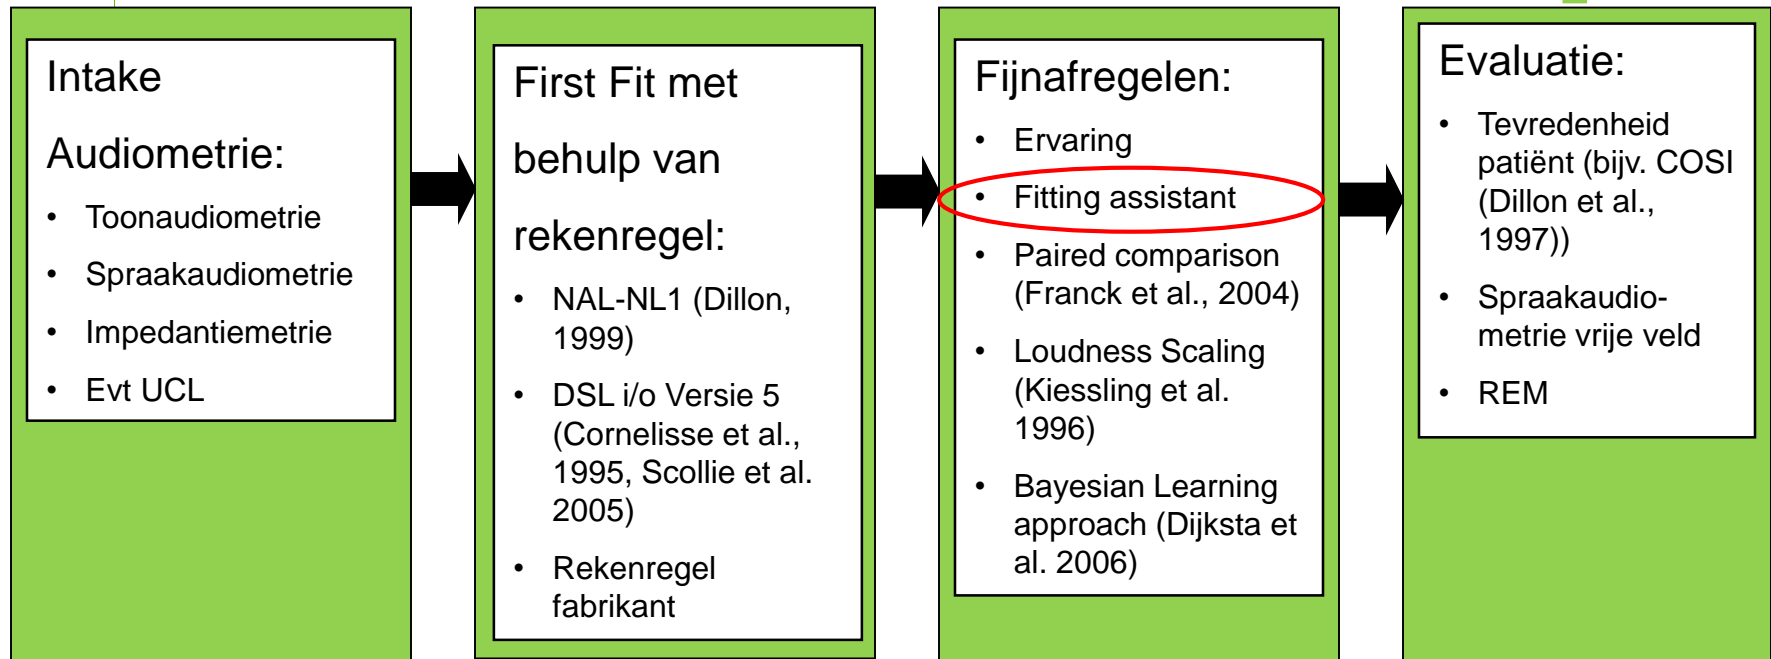 Intake
Audiometrie:
• Toonaudiometrie
• Spraakaudiometrie
• Impedantiemetrie
• Evt UCL
First Fit met
behulp van
rekenregel:
• NAL-NL1 (Dillon,
1999)
• DSL i/o Versie 5
(Cornelisse et al.,
1995, Scollie et al.
2005)
• Rekenregel
fabrikant
Fijnafregelen:
• Ervaring
• Fitting assistant
• Paired comparison
(Franck et al., 2004)
• Loudness Scaling
(Kiessling et al.
1996)
• Bayesian Learning
approach (Dijksta et
al. 2006)
Evaluatie:
• Tevredenheid
patiënt (bijv. COSI
(Dillon et al.,
1997))
• Spraakaudio-
metrie vrije veld
• REM